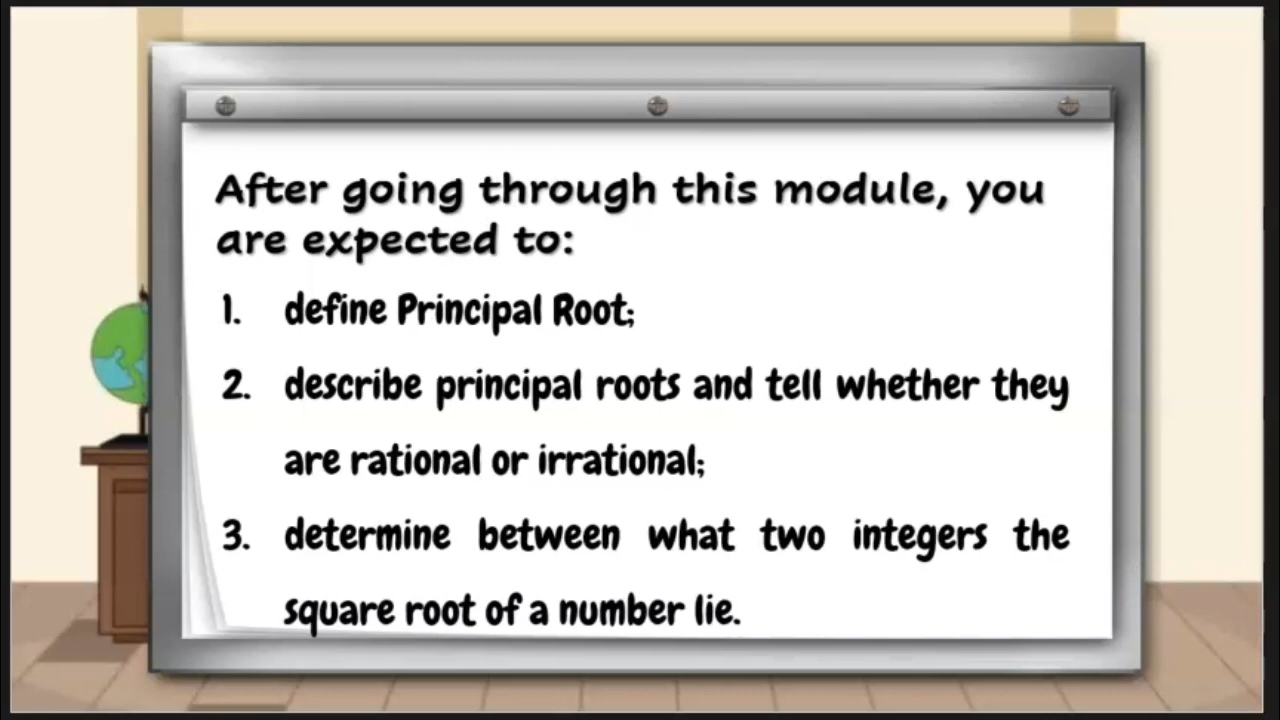 After going through this module, you
are expected to:
1. define Principal Root;
2. describe principal roots and tell whether they
are rational or irrational;
3. determine between what two integers the
square root of a number lie.